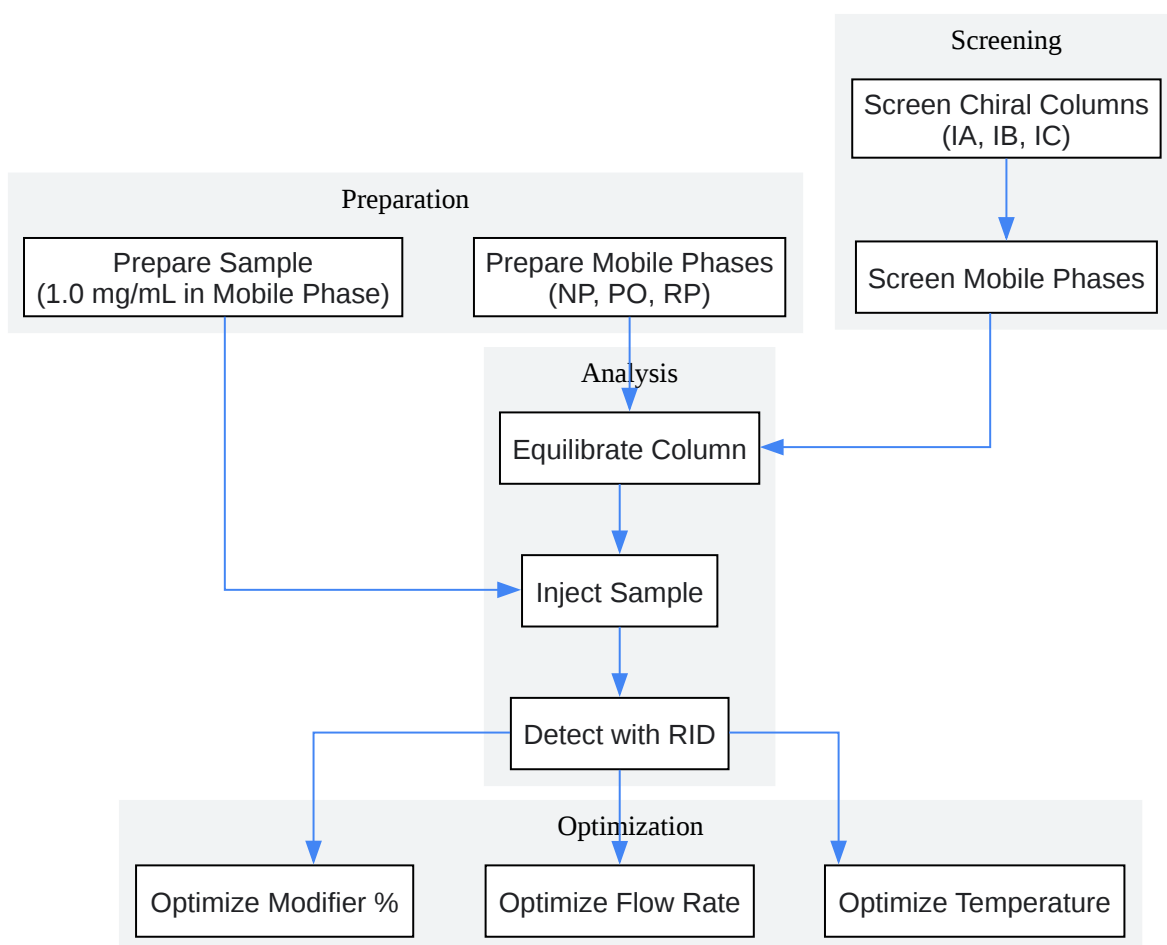 Screening
Screen Chiral Columns
(IA, IB, IC)
Screen Mobile Phases
Preparation
Prepare Sample
(1.0 mg/mL in Mobile Phase)
Prepare Mobile Phases
(NP, PO, RP)
Analysis
Equilibrate Column
Inject Sample
Detect with RID
Optimization
Optimize Modifier %
Optimize Flow Rate
Optimize Temperature